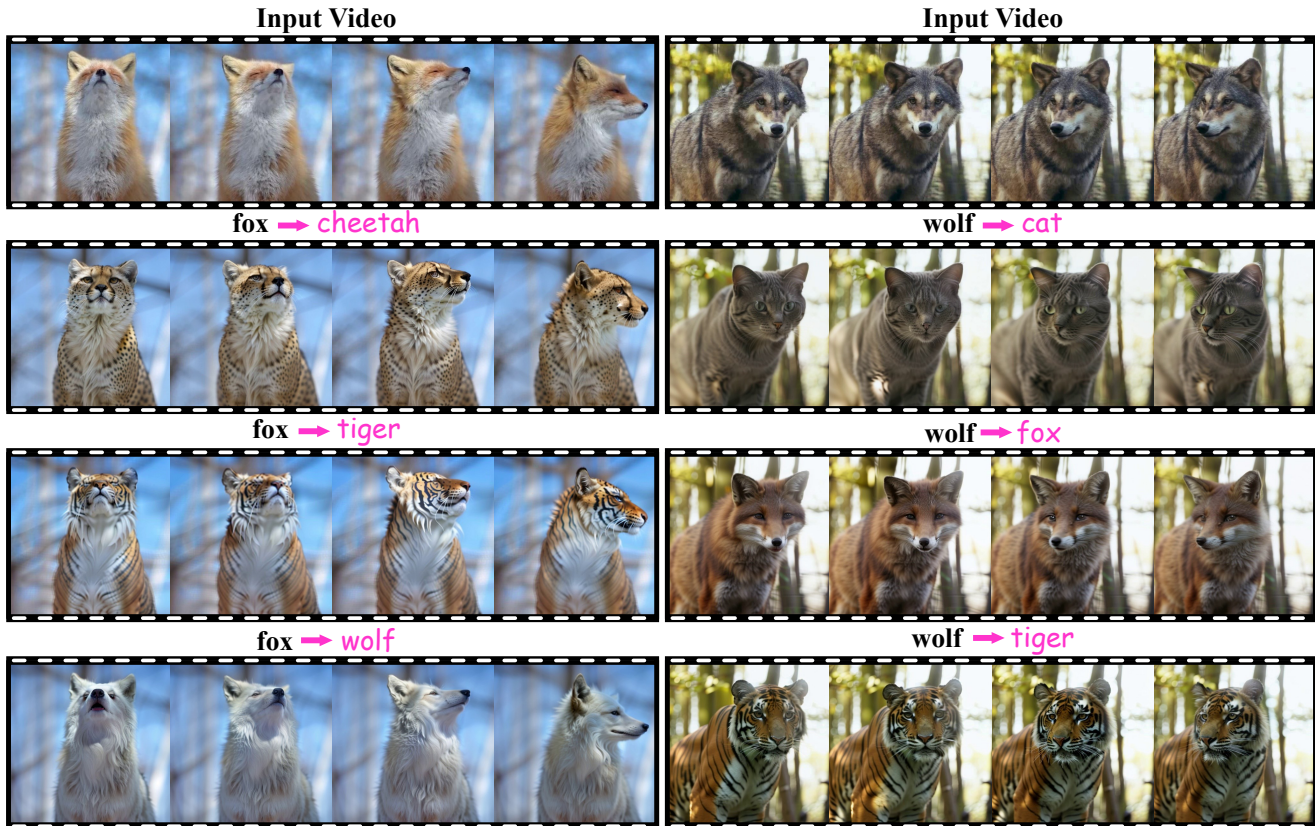 Input Video
fox → cheetah
fox → tiger
fox → wolf
Input Video
wolf → cat
wolf → fox
wolf → tiger